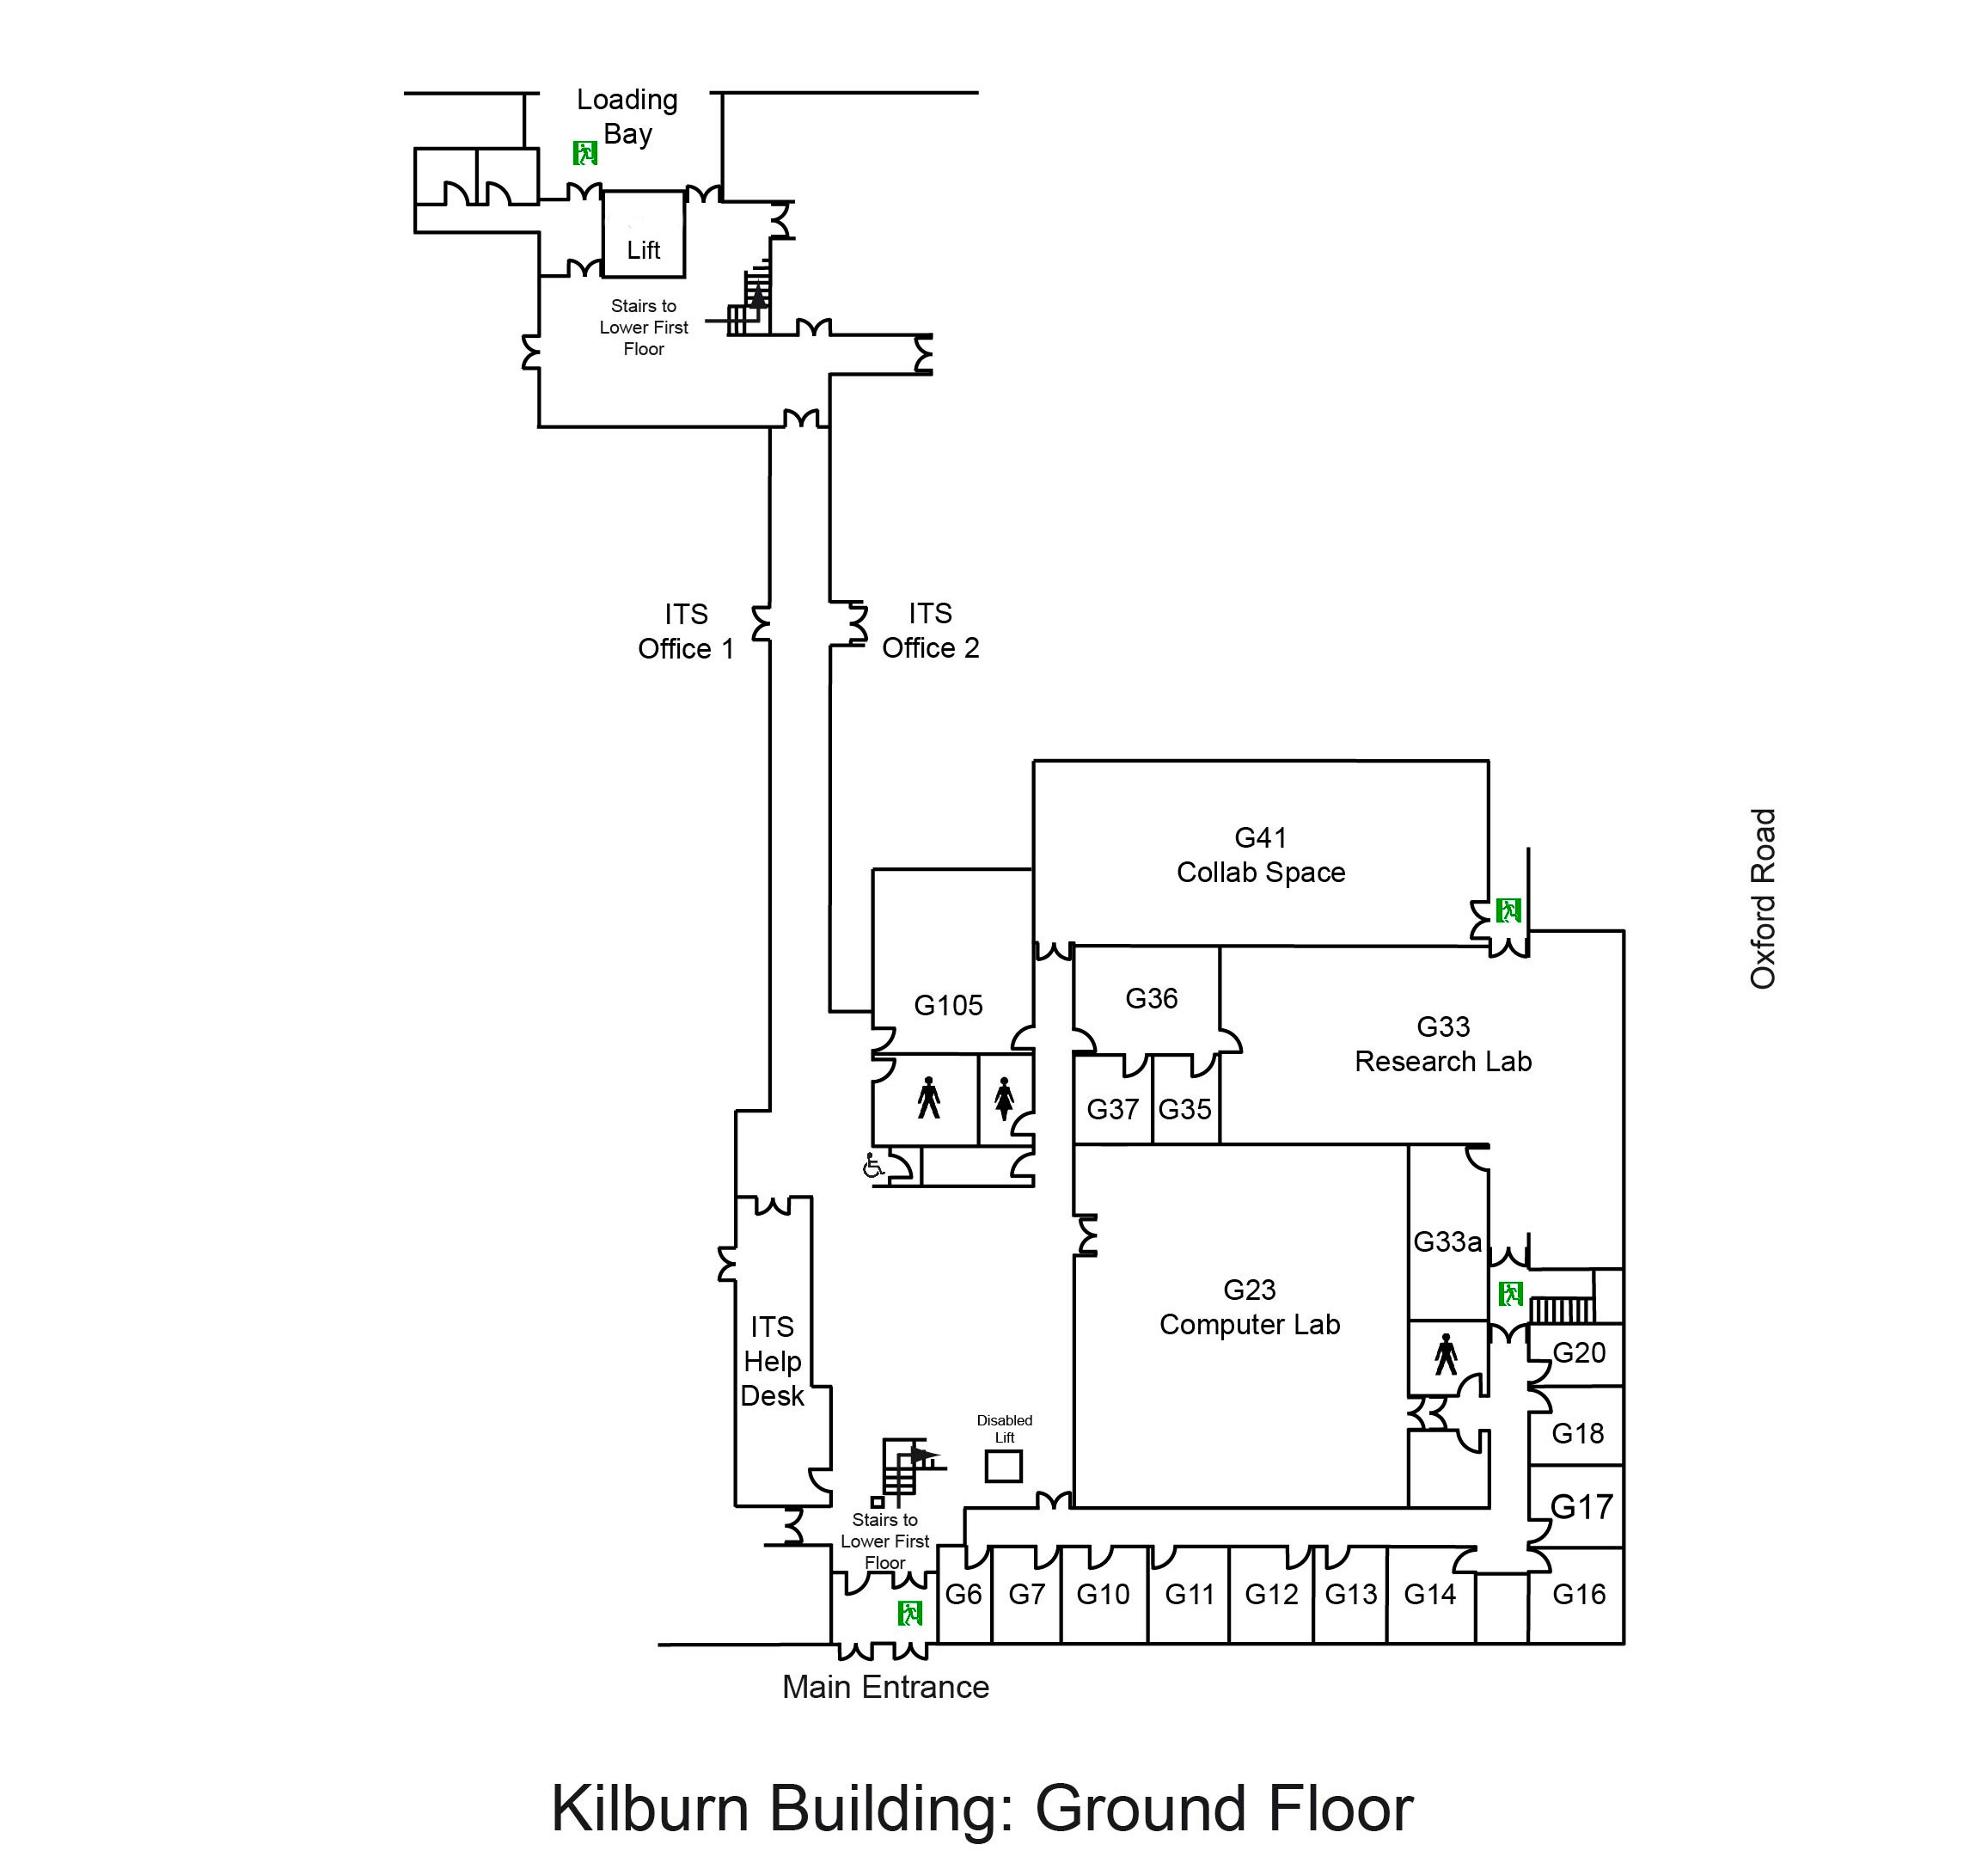 Loading
Bay
Lift
Stairs to
Lower First
Floor
ITS
Office 1
ITS
Office 2
G41
Collab Space
Oxford Road
G105
G36
G33
Research Lab
G37
G35
G33a
G23
Computer Lab
ITS
Help
Desk
G20
G18
Disabled
Lift
G17
Stairs to
Lower First
Floor
G6
G7
G10
G11
G12
G13
G14
G16
Main Entrance
Kilburn Building: Ground Floor